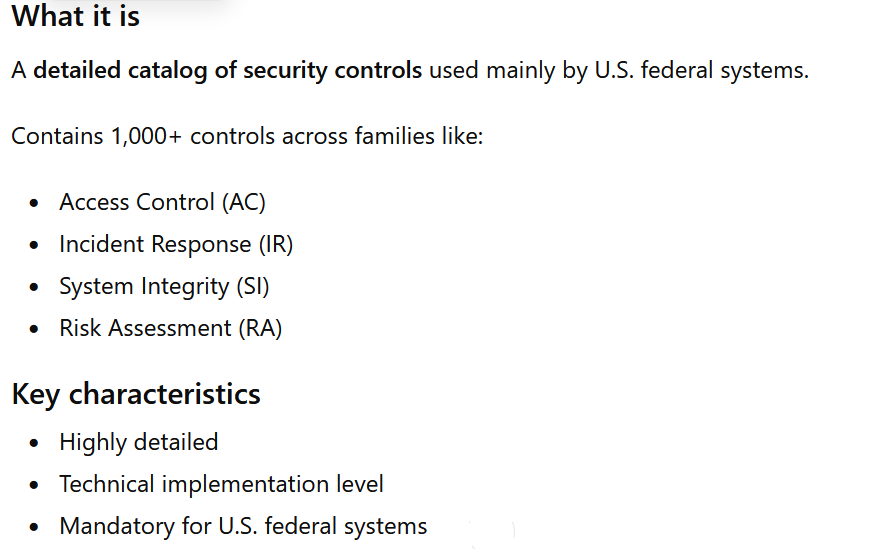 What it is
A detailed catalog of security controls used mainly by U.S. federal systems.
Contains 1,000+ controls across families like:
• Access Control (AC)
• Incident Response (IR)
• System Integrity (SI)
• Risk Assessment (RA)
Key characteristics
• Highly detailed
• Technical implementation level
• Mandatory for U.S. federal systems